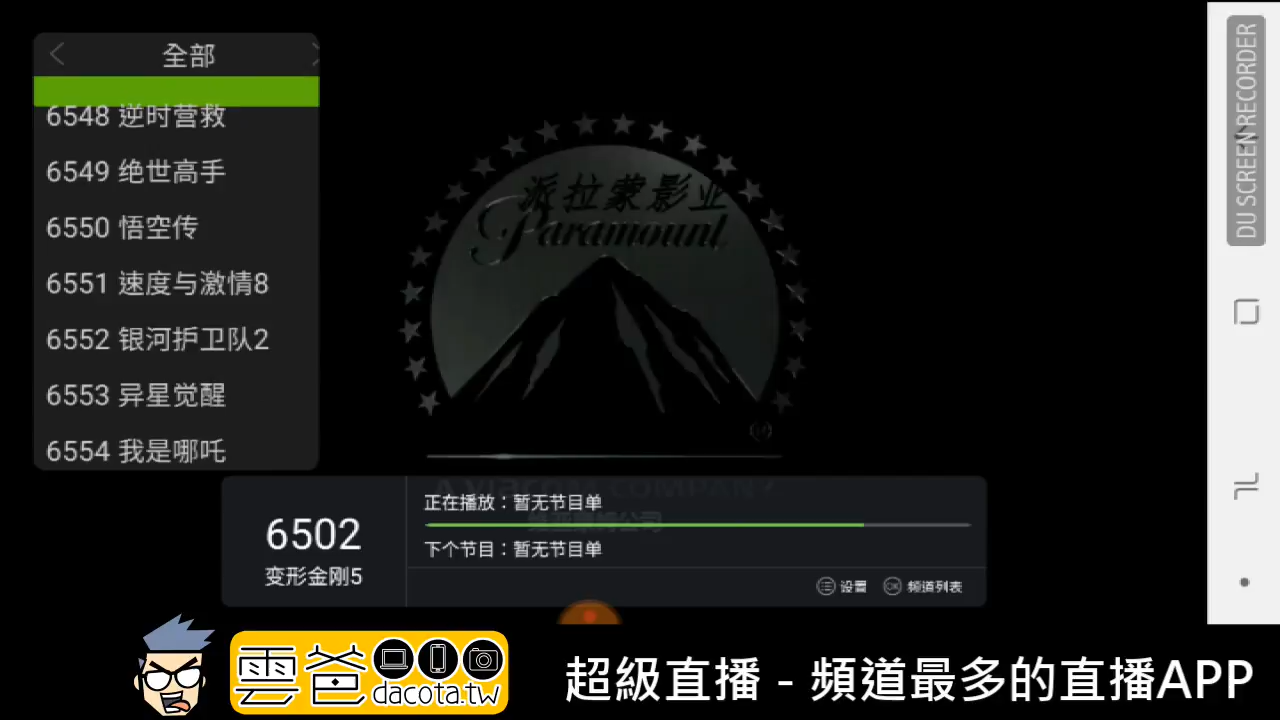 全部
6548 逆时营救
6549 绝世高手
6550 悟空传
6551 速度与激情8
6552 银河护卫队2
6553 异星觉醒
6554 我是哪吒
派拉蒙影业
Paramount
A VIACOM COMPANY
正在播放：暂无节目单
下个节目：暂无节目单
6502
变形金刚5
设置
OK 频道列表
DU SCREEN RECORDER
雲爸
dacota.tw
超級直播 - 頻道最多的直播APP